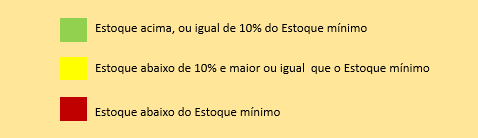 Estoque acima, ou igual de 10% do Estoque mínimo
Estoque abaixo de 10% e maior ou igual  que o Estoque mínimo
Estoque abaixo do Estoque mínimo